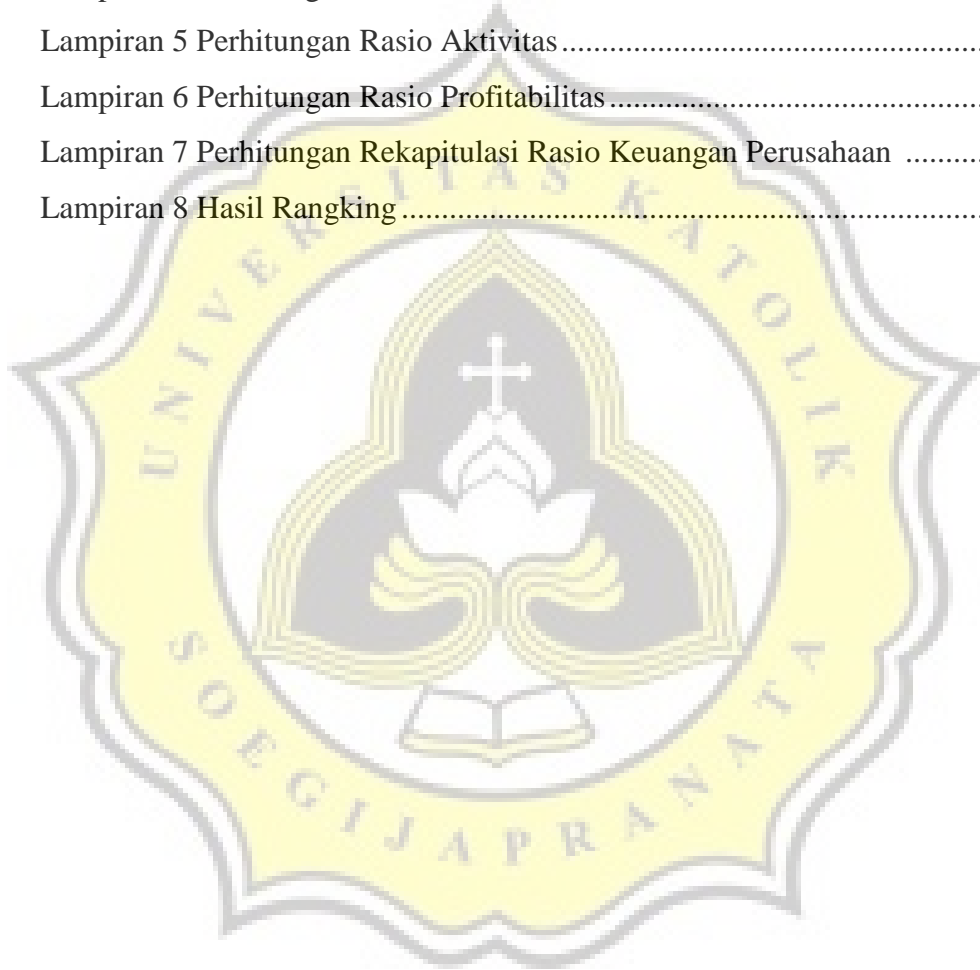 Lampiran 5 Perhitungan Rasio Aktivitas................................................................
Lampiran 6 Perhitungan Rasio Profitabilitas.........................................................
Lampiran 7 Perhitungan Rekapitulasi Rasio Keuangan Perusahaan ..........
Lampiran 8 Hasil Rangking....................................................................................
UNIVERSITAS KATOLIK
SOEGIJAPRANATA